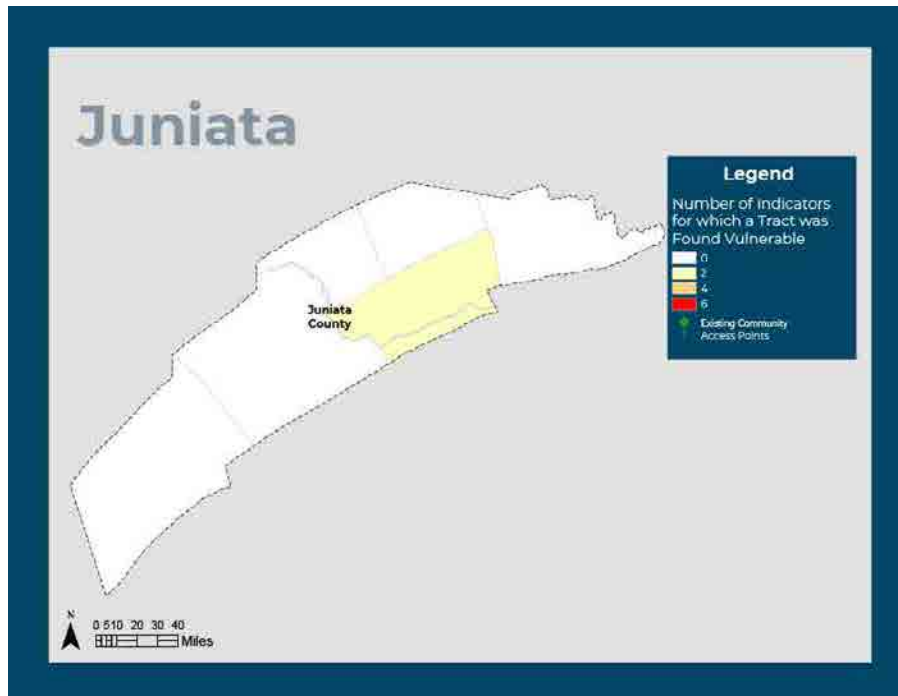 Juniata
Legend
Number of Indicators
for which a Tract was
Found Vulnerable
0
2
4
6
Existing Community
Access Points
Juniata
County
N
0 510 20 30 40
Miles